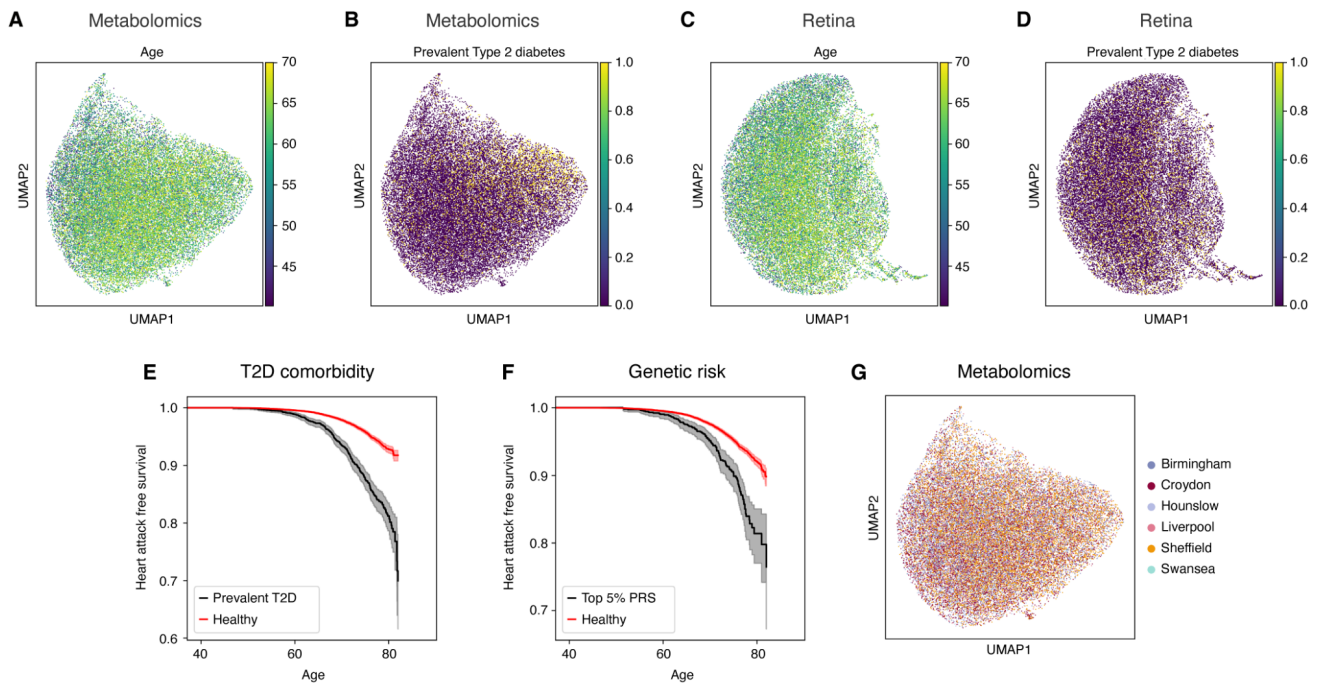 A Metabolomics
Age
UMAP2
UMAP1
70
65
60
55
50
45
B Metabolomics
Prevalent Type 2 diabetes
UMAP2
UMAP1
1.0
0.8
0.6
0.4
0.2
0.0
C Retina
Age
UMAP2
UMAP1
70
65
60
55
50
45
D Retina
Prevalent Type 2 diabetes
UMAP2
UMAP1
1.0
0.8
0.6
0.4
0.2
0.0
E T2D comorbidity
Heart attack free survival
1.0
0.9
0.8
0.7
0.6
Prevalent T2D
Healthy
40 60 80
Age
F Genetic risk
Heart attack free survival
1.0
0.9
0.8
0.7
Top 5% PRS
Healthy
40 60 80
Age
G Metabolomics
UMAP2
UMAP1
Birmingham
Croydon
Hounslow
Liverpool
Sheffield
Swansea